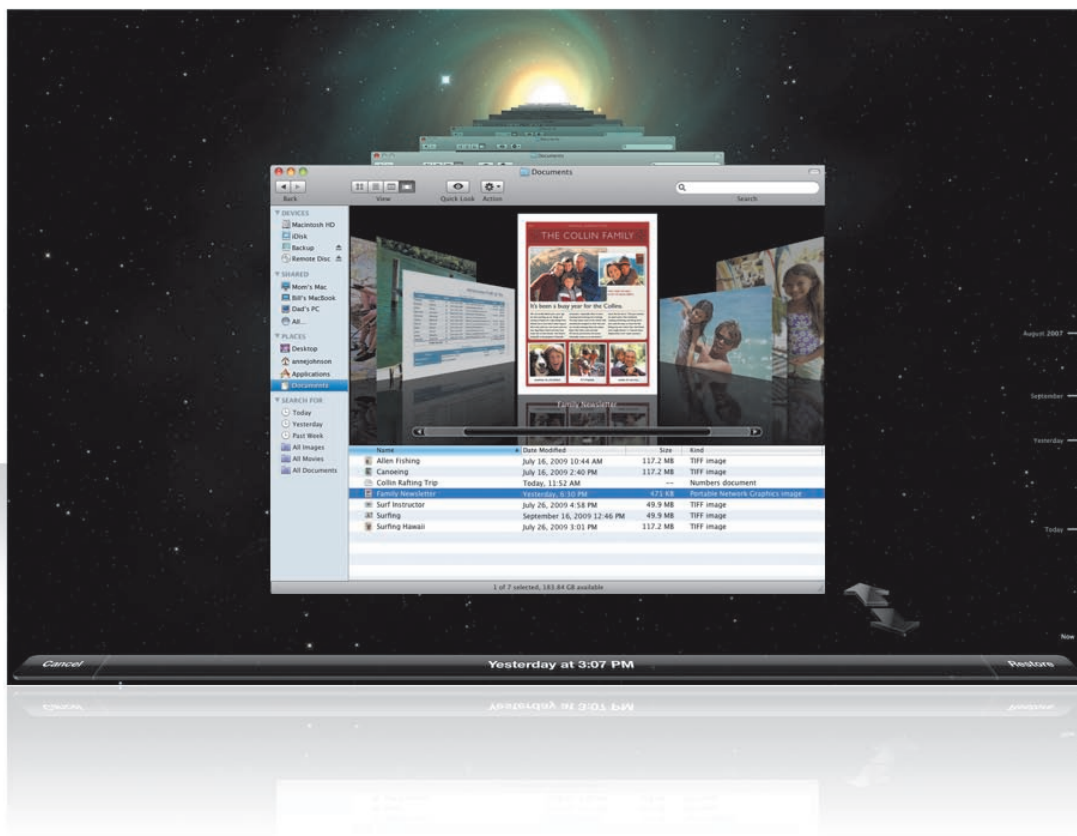 Documents
Documents
Documents
Back View Quick Look Action Search
DEVICES
Macintosh HD
iDisk
Backup
Remote Disc
SHARED
Mom's Mac
Bill's MacBook
Dad's PC
All...
PLACES
Desktop
annejohnson
Applications
Documents
SEARCH FOR
Today
Yesterday
Past Week
All Images
All Movies
All Documents
THE COLLIN FAMILY
It's been a busy year for the Collins.
Family Newsletter
Name Date Modified Size Kind
Allen Fishing July 16, 2009 10:44 AM 117.2 MB TIFF image
Canoeing July 16, 2009 2:40 PM 117.2 MB TIFF image
Collin Rafting Trip Today, 11:52 AM -- Numbers document
Family Newsletter Yesterday, 6:30 PM 471 KB Portable Network Graphics image
Surf Instructor July 26, 2009 4:58 PM 49.9 MB TIFF image
Surfing September 16, 2009 12:46 PM 49.9 MB TIFF image
Surfing Hawaii July 26, 2009 3:01 PM 117.2 MB TIFF image
1 of 7 selected, 183.84 GB available
August 2007
September
Yesterday
Today
Now
Cancel Yesterday at 3:07 PM Restore